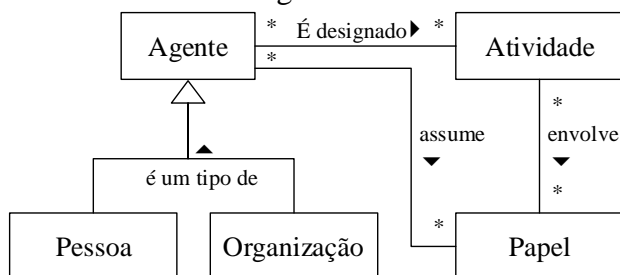 * É designado *
Agente
Atividade
*
*
assume
envolve
é um tipo de
*
*
Pessoa
Organização
Papel